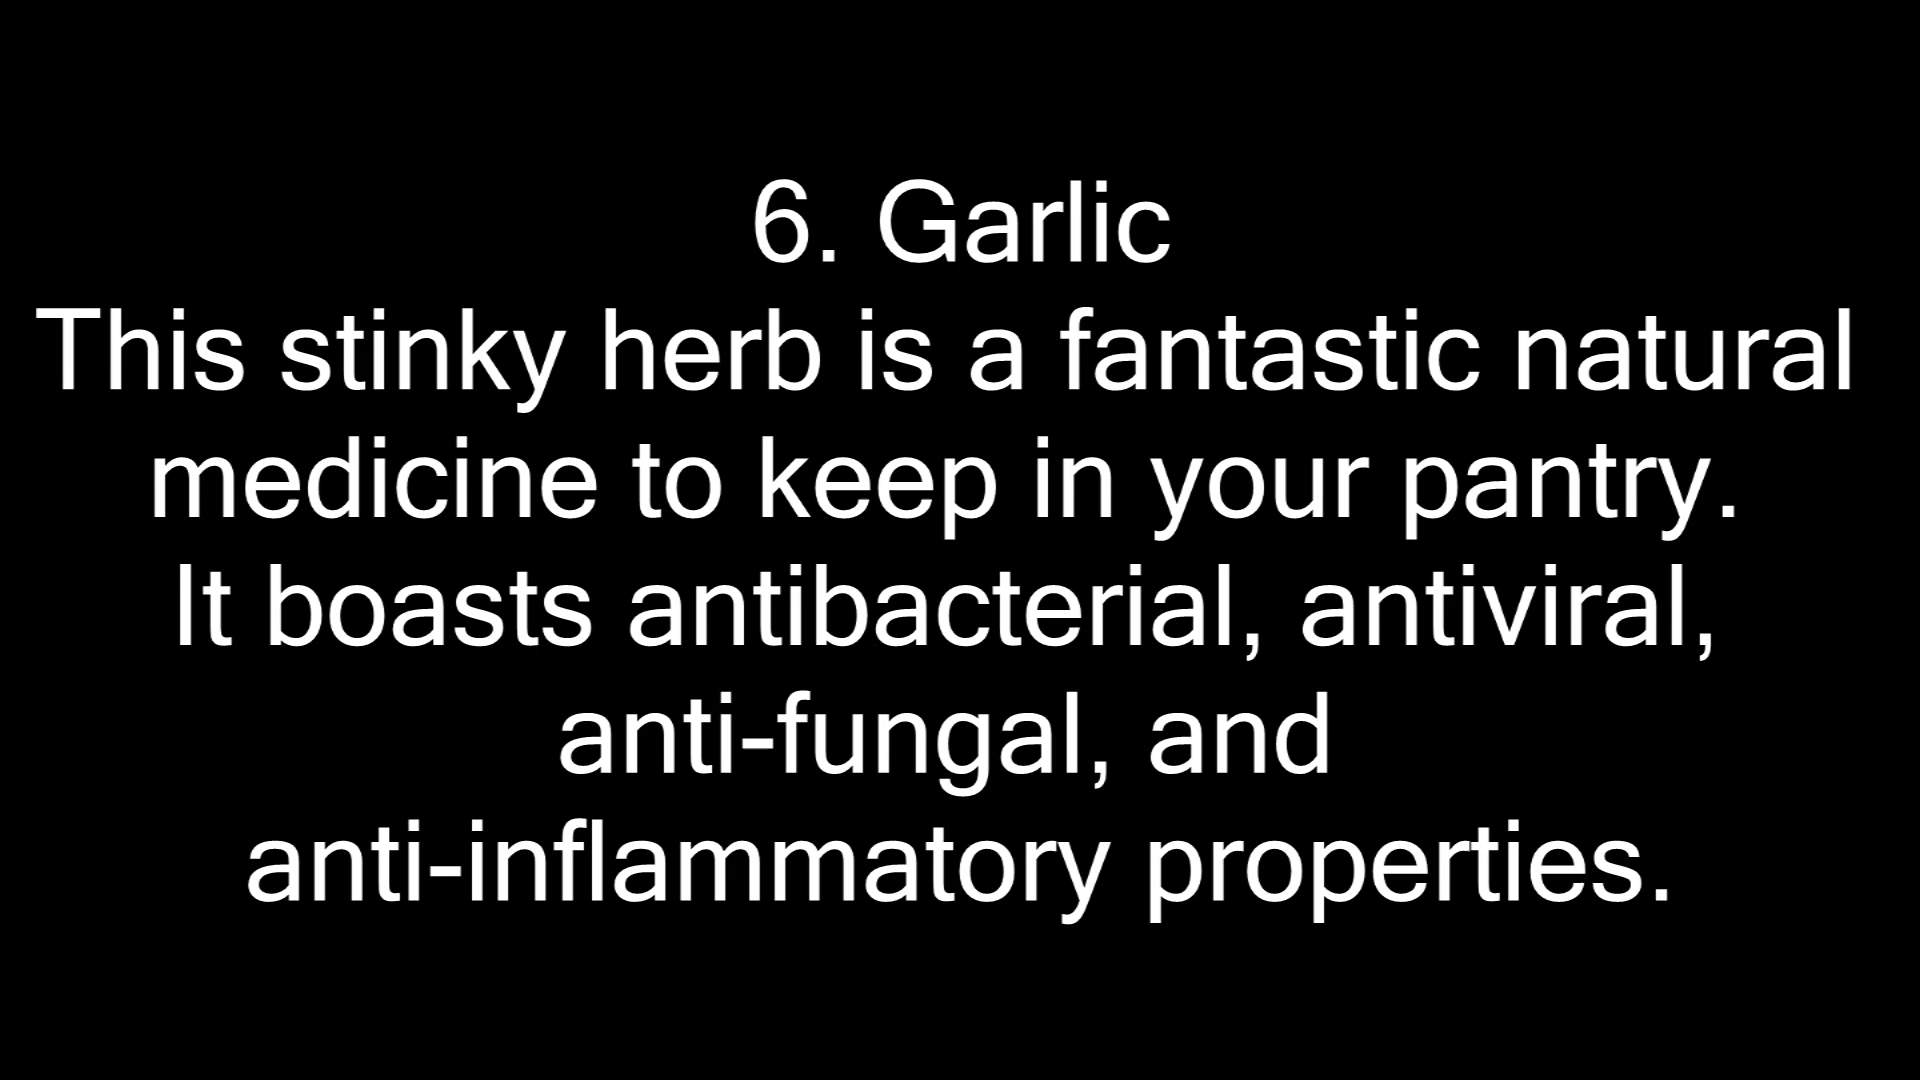 6. Garlic
This stinky herb is a fantastic natural
medicine to keep in your pantry.
It boasts antibacterial, antiviral,
anti-fungal, and
anti-inflammatory properties.